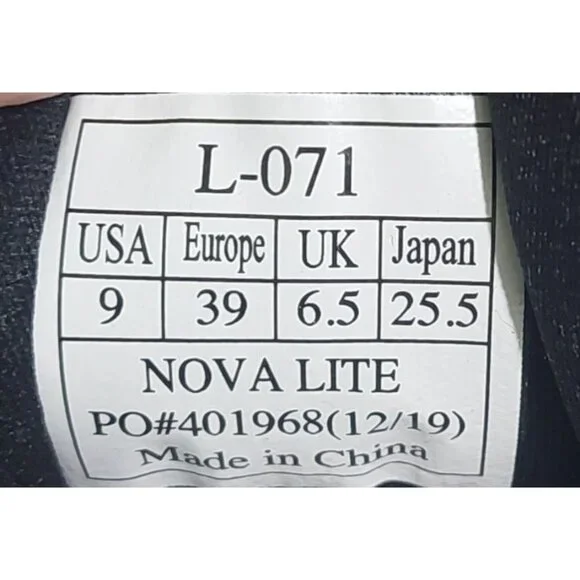 L-071
USA Europe UK Japan
9 39 6.5 25.5
NOVA LITE
PO#401968(12/19)
Made in China